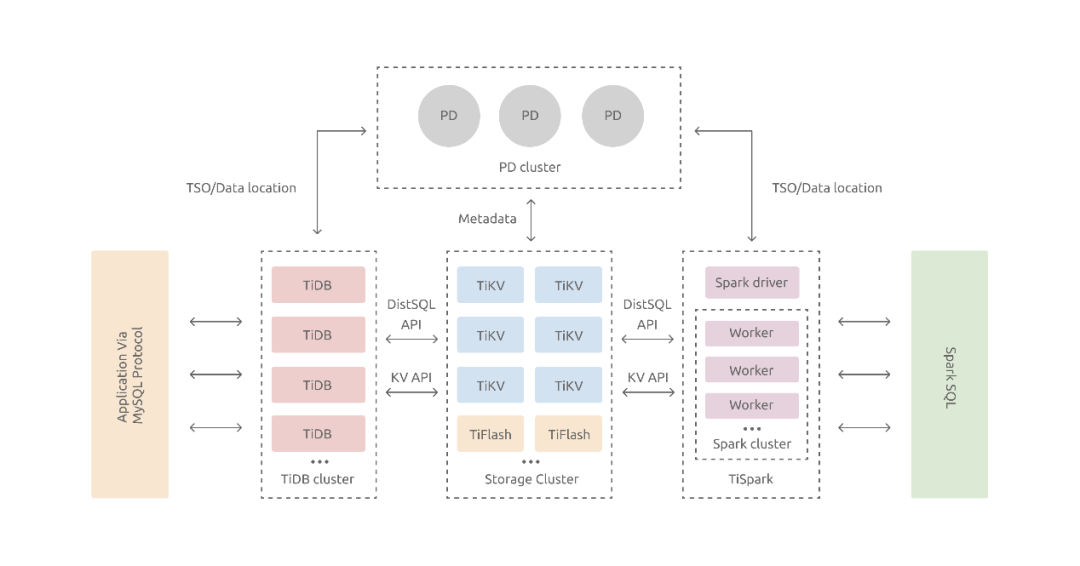 PD
PD
PD
PD cluster
TSO/Data location
TSO/Data location
Metadata
Application Via
MySQL Protocol
TiDB
TiDB
TiDB
TiDB
•••
TiDB cluster
DistSQL
API
KV API
TiKV
TiKV
TiKV
TiKV
TiKV
TiKV
TiFlash
TiFlash
•••
Storage Cluster
DistSQL
API
KV API
Spark driver
Worker
Worker
Worker
•••
Spark cluster
TiSpark
Spark SQL